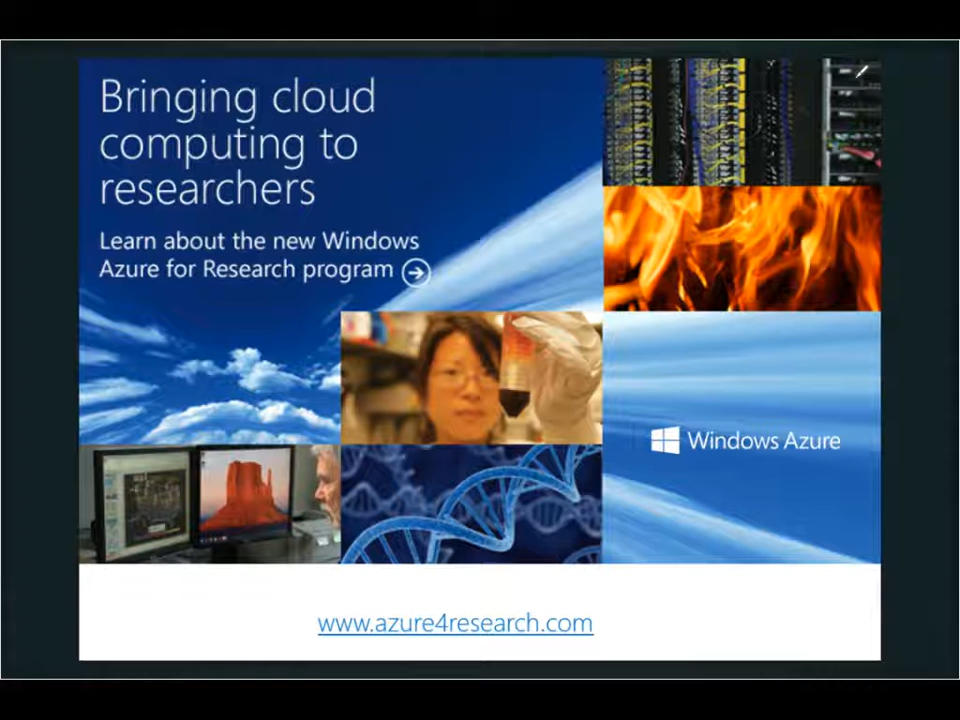 Bringing cloud
computing to
researchers
Learn about the new Windows
Azure for Research program
Windows Azure
www.azure4research.com